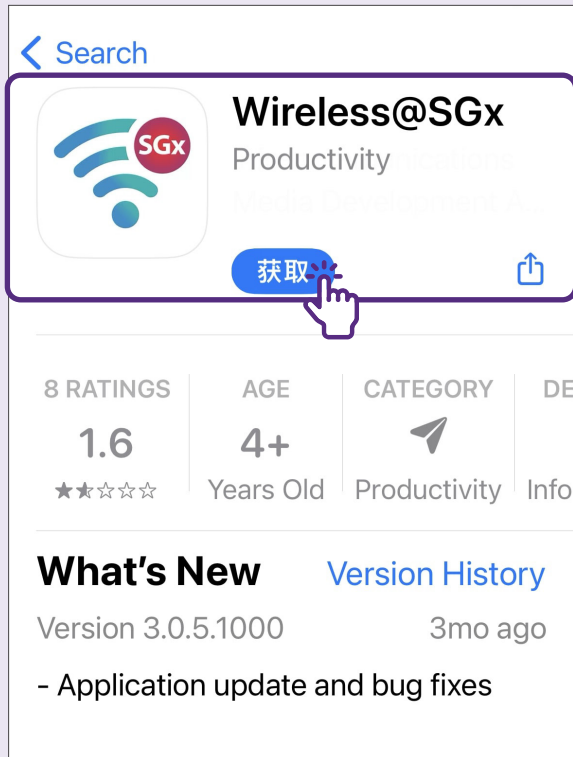 Search
SGx
Wireless@SGx
Productivity
获取
8 RATINGS
AGE
CATEGORY
DE
1.6
4+
Years Old
Productivity
Info
What's New
Version History
Version 3.0.5.1000
3mo ago
- Application update and bug fixes